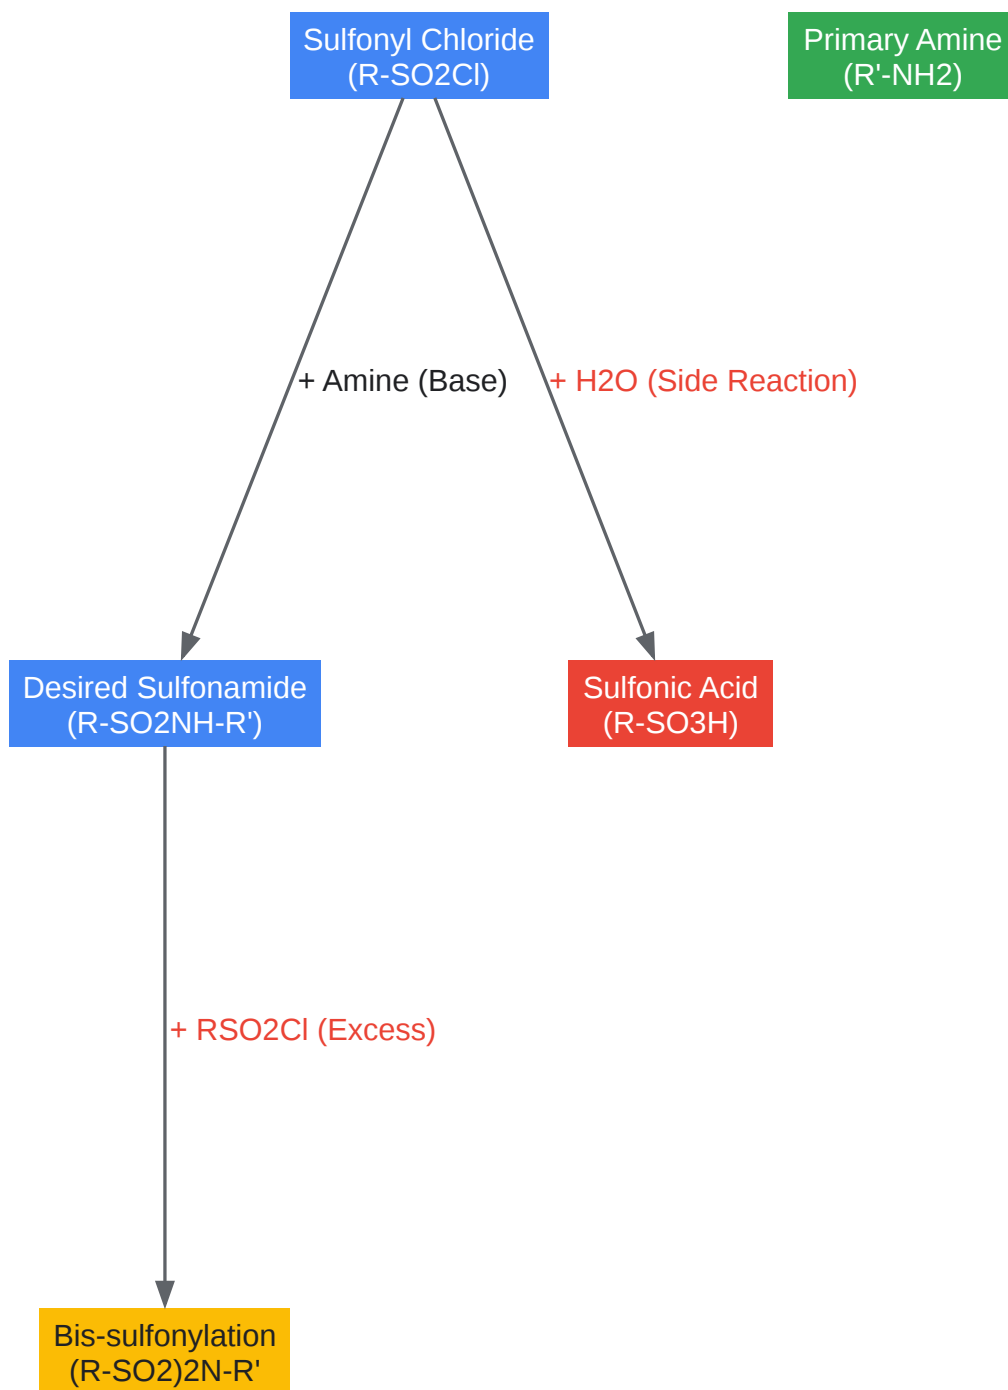 Sulfonyl Chloride
(R-SO2Cl)
Primary Amine
(R'-NH2)
+ Amine (Base)
+ H2O (Side Reaction)
Desired Sulfonamide
(R-SO2NH-R')
Sulfonic Acid
(R-SO3H)
+ RSO2Cl (Excess)
Bis-sulfonylation
(R-SO2)2N-R'